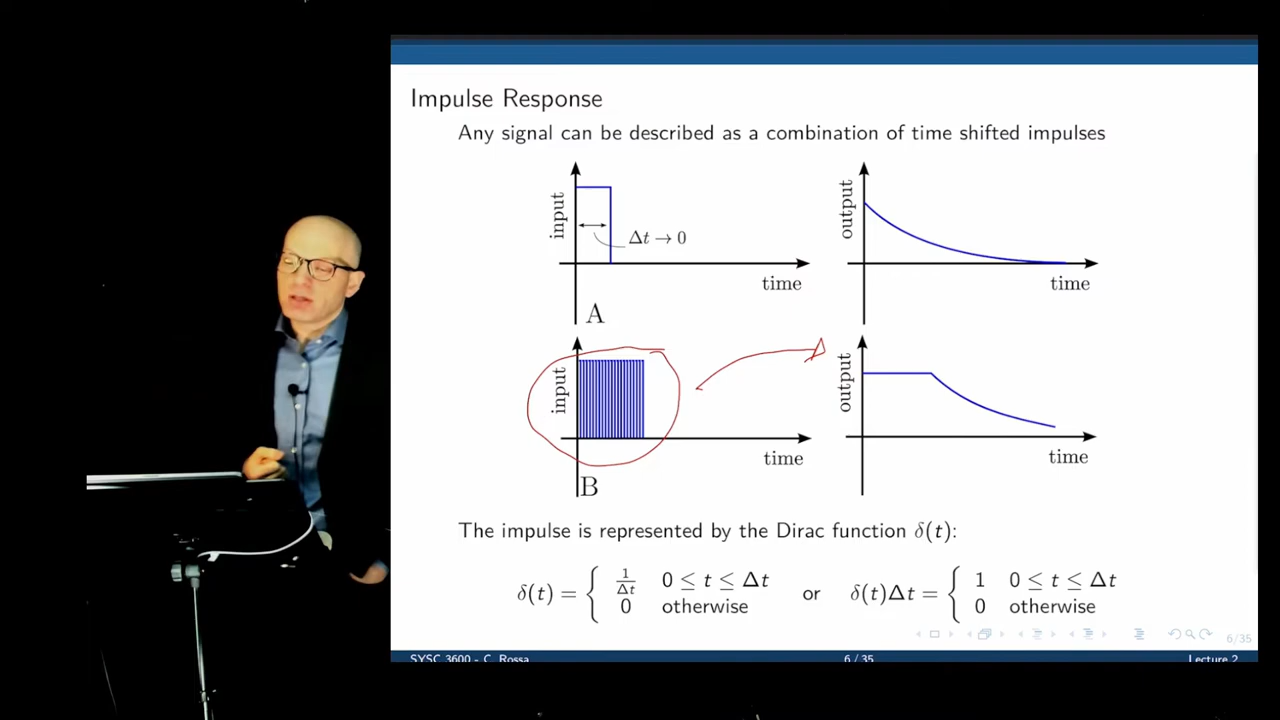 Impulse Response
Any signal can be described as a combination of time shifted impulses
input
Δt → 0
time
A
output
time
input
time
B
output
time
The impulse is represented by the Dirac function δ(t):
δ(t) = { 1/Δt 0 ≤ t ≤ Δt
0 otherwise
or
δ(t)Δt = { 1 0 ≤ t ≤ Δt
0 otherwise
6/35
SYSC 3600 - C. Rossa 6 / 35 Lecture 2